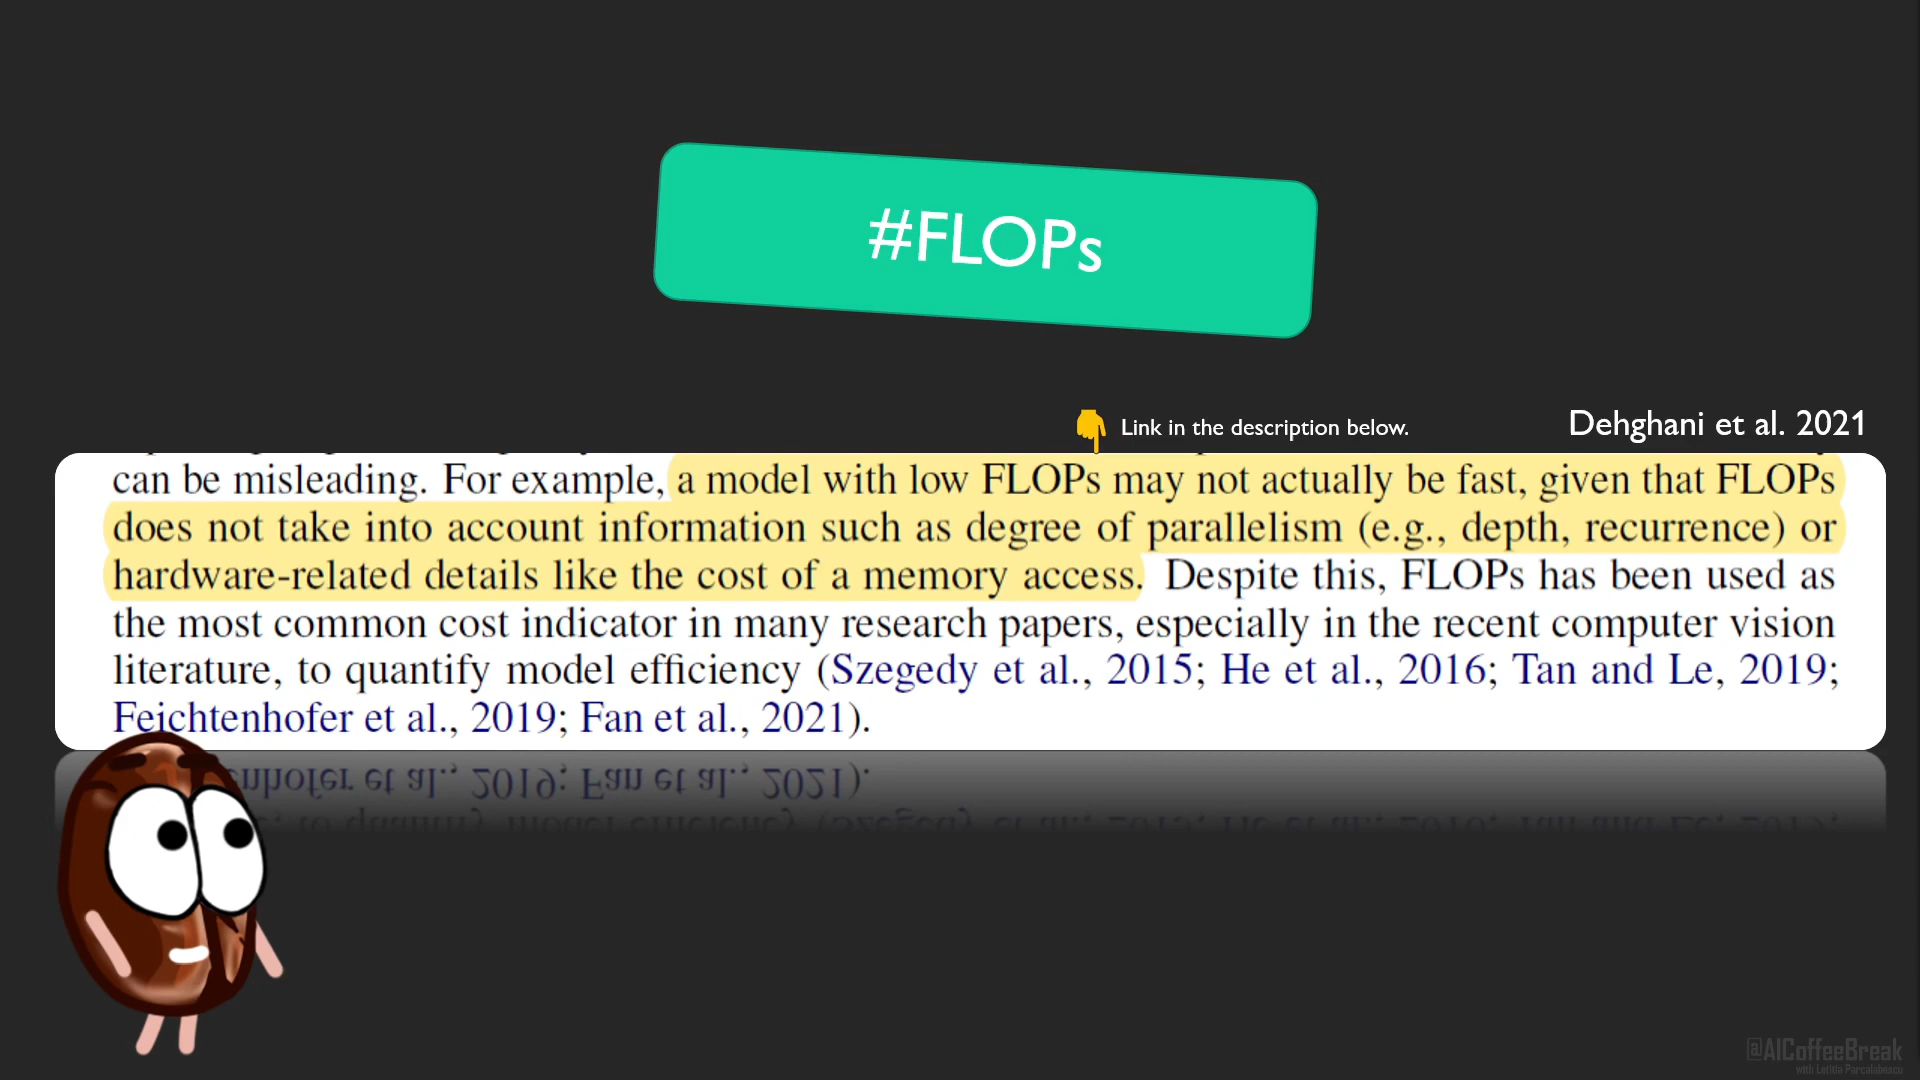 #FLOPs
Link in the description below.
Dehghani et al. 2021
can be misleading. For example, a model with low FLOPs may not actually be fast, given that FLOPs
does not take into account information such as degree of parallelism (e.g., depth, recurrence) or
hardware-related details like the cost of a memory access. Despite this, FLOPs has been used as
the most common cost indicator in many research papers, especially in the recent computer vision
literature, to quantify model efficiency (Szegedy et al., 2015; He et al., 2016; Tan and Le, 2019;
Feichtenhofer et al., 2019; Fan et al., 2021).
@AICoffeeBreak
with Letitia Parcalabescu